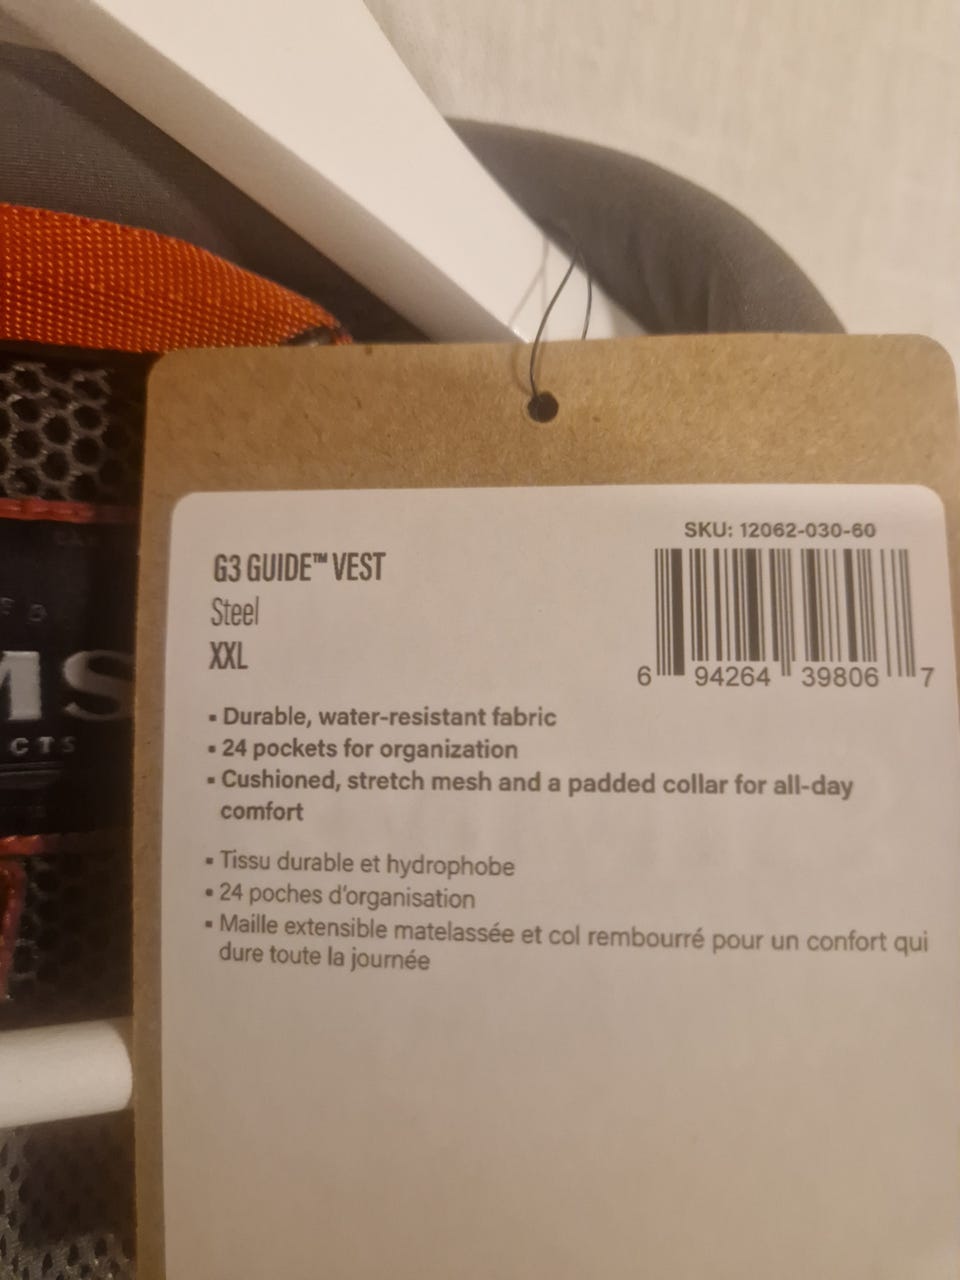 SKU: 12062-030-60
G3 GUIDE™ VEST
Steel
XXL
6 94264 39806 7
▪ Durable, water-resistant fabric
▪ 24 pockets for organization
▪ Cushioned, stretch mesh and a padded collar for all-day
comfort
▪ Tissu durable et hydrophobe
▪ 24 poches d'organisation
▪ Maille extensible matelassée et col rembourré pour un confort qui
dure toute la journée
MS
CTS